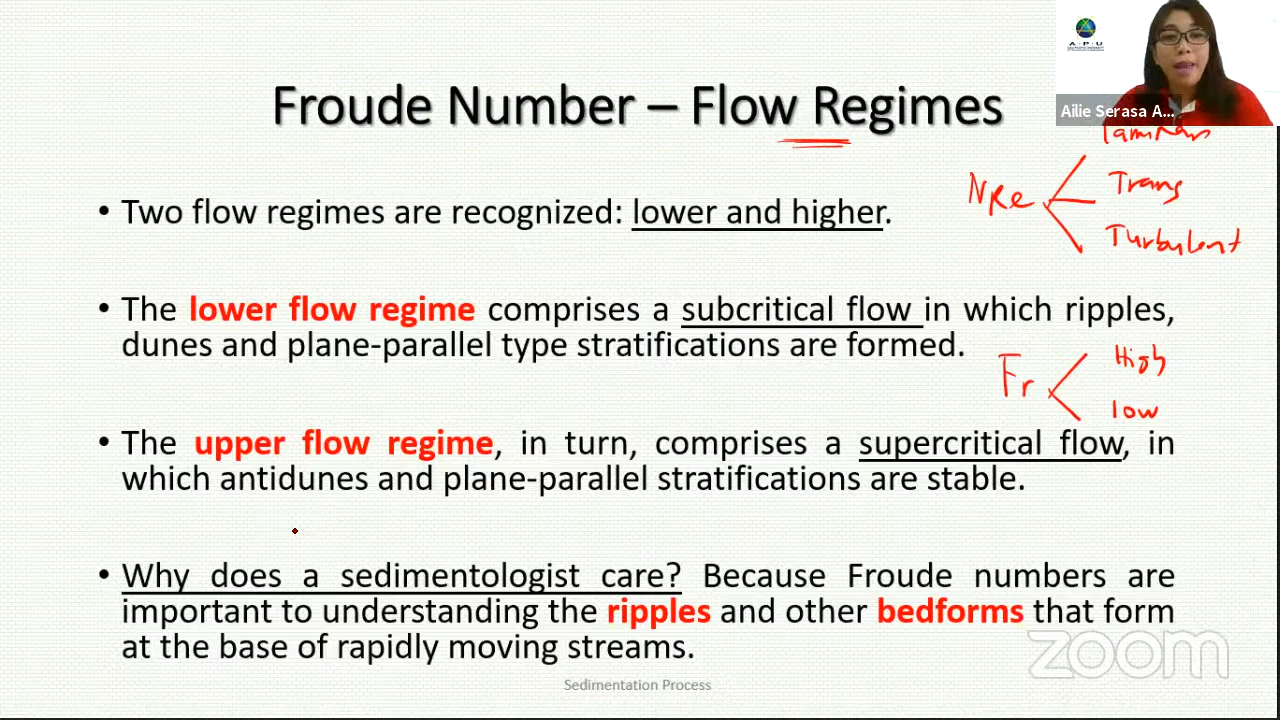 A · P · U
Ailie Serasa A...
Froude Number – Flow Regimes
Laminar
NRe
Trans
Turbulent
• Two flow regimes are recognized: lower and higher.
• The lower flow regime comprises a subcritical flow in which ripples,
dunes and plane-parallel type stratifications are formed.
Fr
High
low
• The upper flow regime, in turn, comprises a supercritical flow, in
which antidunes and plane-parallel stratifications are stable.
• Why does a sedimentologist care? Because Froude numbers are
important to understanding the ripples and other bedforms that form
at the base of rapidly moving streams.
zoom
Sedimentation Process